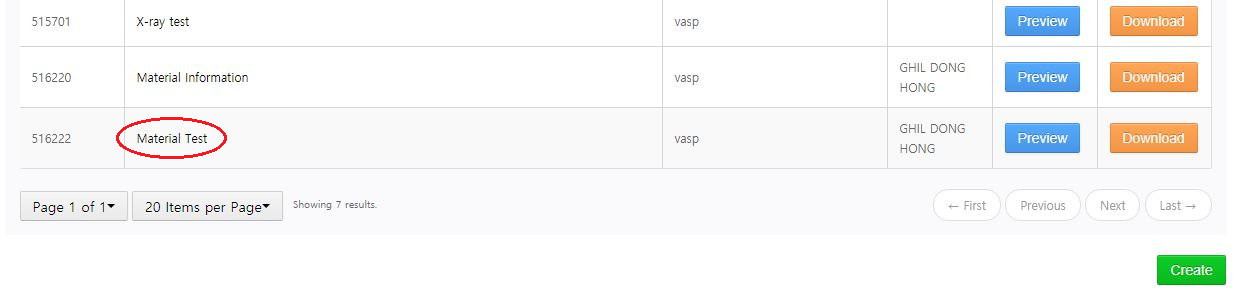 515701 X-ray test vasp Preview Download
516220 Material Information vasp GHIL DONG HONG Preview Download
516222 Material Test vasp GHIL DONG HONG Preview Download
Page 1 of 1 20 Items per Page Showing 7 results. ← First Previous Next Last →
Create